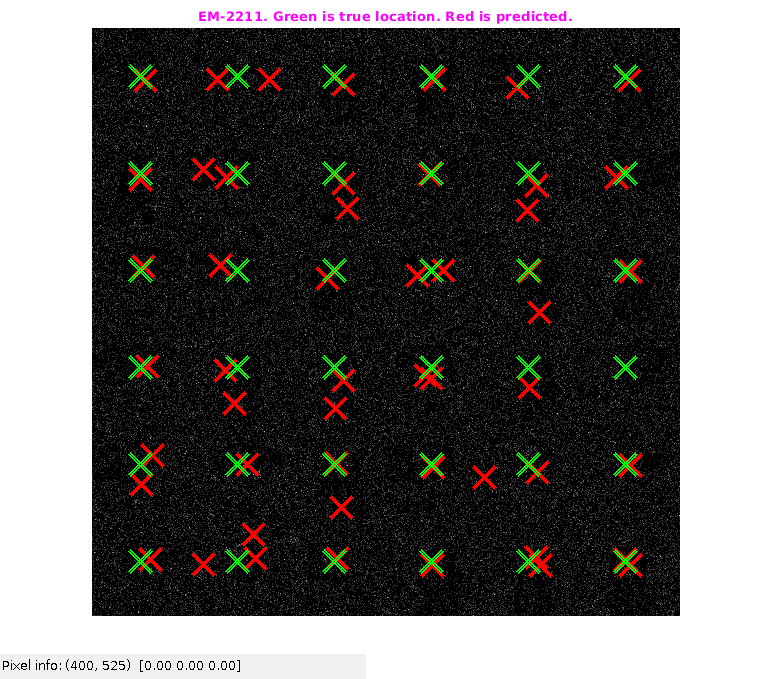 EM-2211. Green is true location. Red is predicted.
Pixel info: (400, 525) [0.00 0.00 0.00]